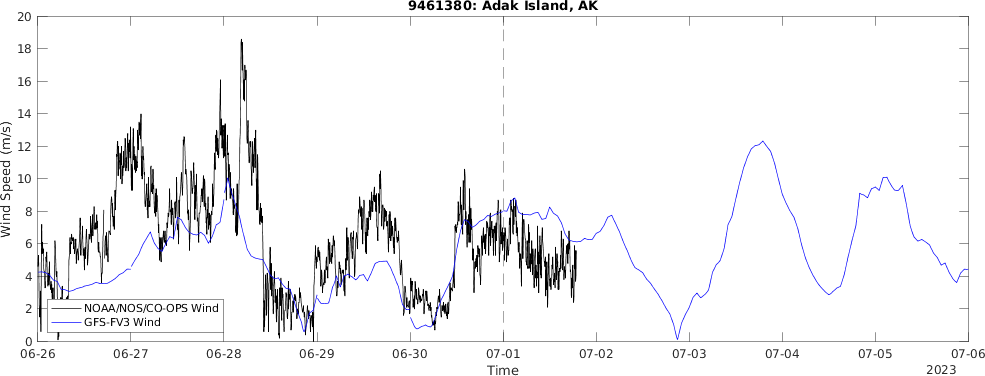 9461380: Adak Island, AK
Wind Speed (m/s)
20
18
16
14
12
10
8
6
4
2
0
NOAA/NOS/CO-OPS Wind
GFS-FV3 Wind
06-26 06-27 06-28 06-29 06-30 07-01 07-02 07-03 07-04 07-05 07-06
Time
2023